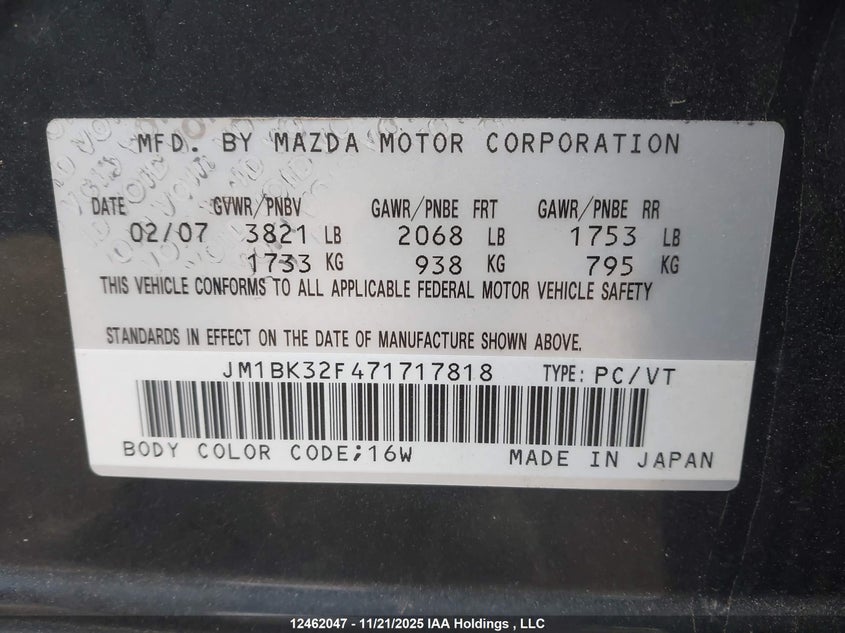 MFD. BY MAZDA MOTOR CORPORATION
DATE GVWR/PNBV GAWR/PNBE FRT GAWR/PNBE RR
02/07 3821 LB 2068 LB 1753 LB
1733 KG 938 KG 795 KG
THIS VEHICLE CONFORMS TO ALL APPLICABLE FEDERAL MOTOR VEHICLE SAFETY
STANDARDS IN EFFECT ON THE DATE OF MANUFACTURE SHOWN ABOVE.
JM1BK32F471717818 TYPE: PC/VT
BODY COLOR CODE;16W MADE IN JAPAN
12462047 - 11/21/2025 IAA Holdings , LLC